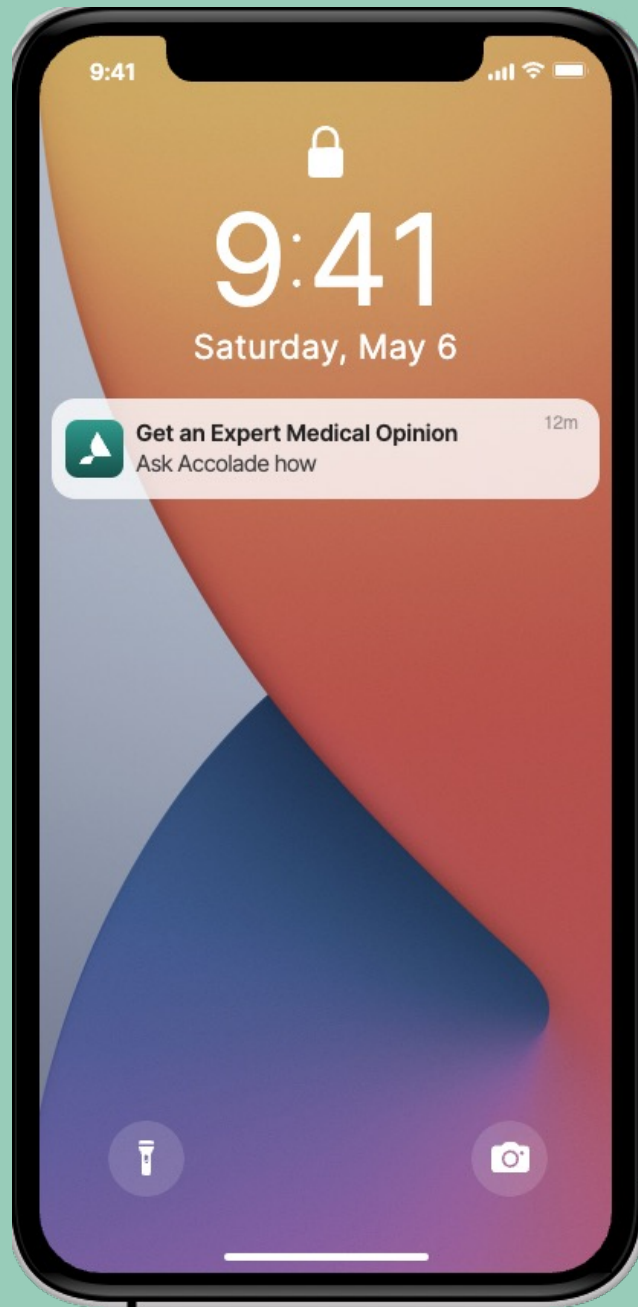 9:41
9:41
Saturday, May 6
Get an Expert Medical Opinion 12m
Ask Accolade how